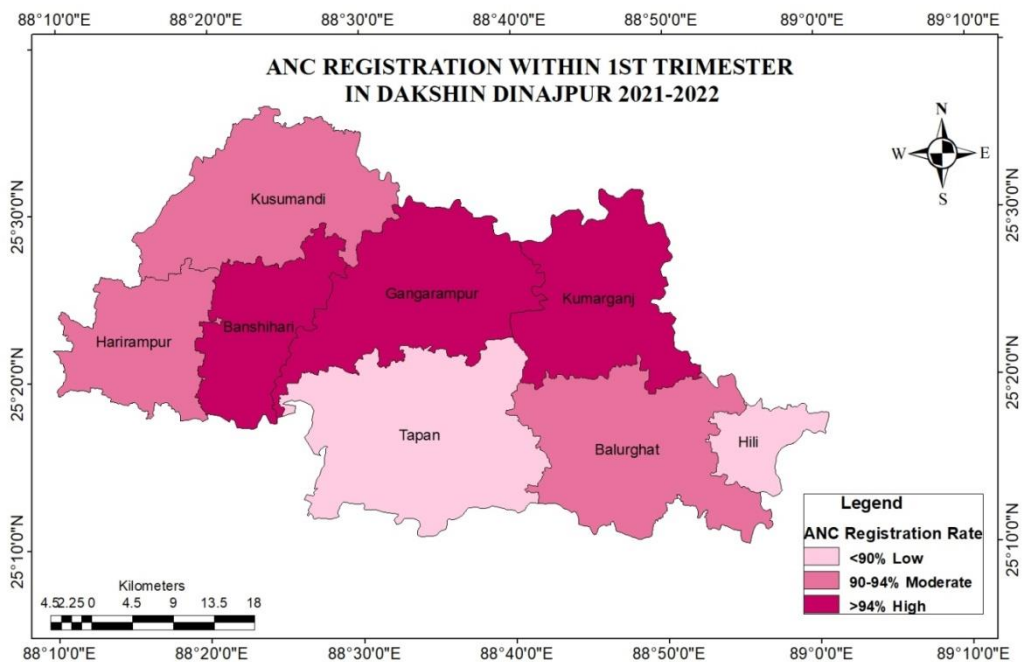 88°10'0"E 88°20'0"E 88°30'0"E 88°40'0"E 88°50'0"E 89°0'0"E 89°10'0"E
ANC REGISTRATION WITHIN 1ST TRIMESTER
IN DAKSHIN DINAJPUR 2021-2022
N
W E
S
25°30'0"N 25°30'0"N
Kusumandi
Gangarampur
Kumarganj
Banshihari
Harirampur
25°20'0"N 25°20'0"N
Tapan
Balurghat
Hili
25°10'0"N 25°10'0"N
Legend
ANC Registration Rate
<90% Low
90-94% Moderate
>94% High
Kilometers
4.5 2.25 0 4.5 9 13.5 18
88°10'0"E 88°20'0"E 88°30'0"E 88°40'0"E 88°50'0"E 89°0'0"E 89°10'0"E